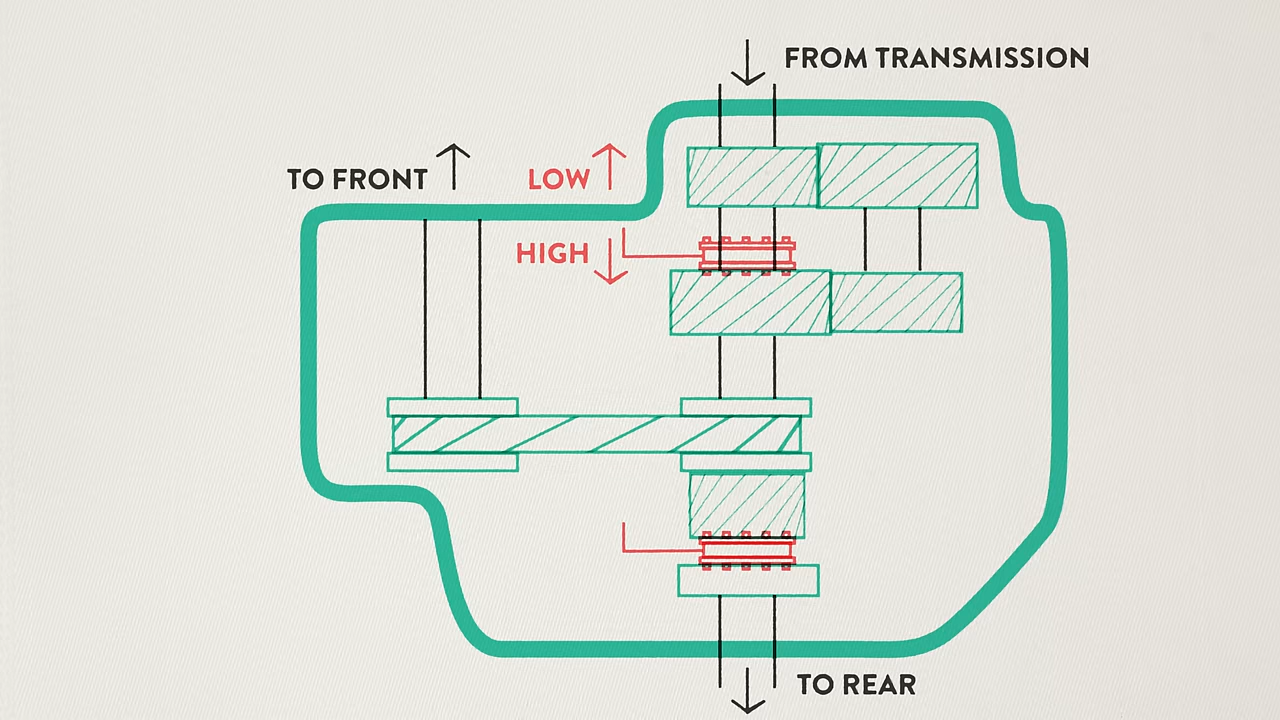 FROM TRANSMISSION
TO FRONT
LOW
HIGH
TO REAR